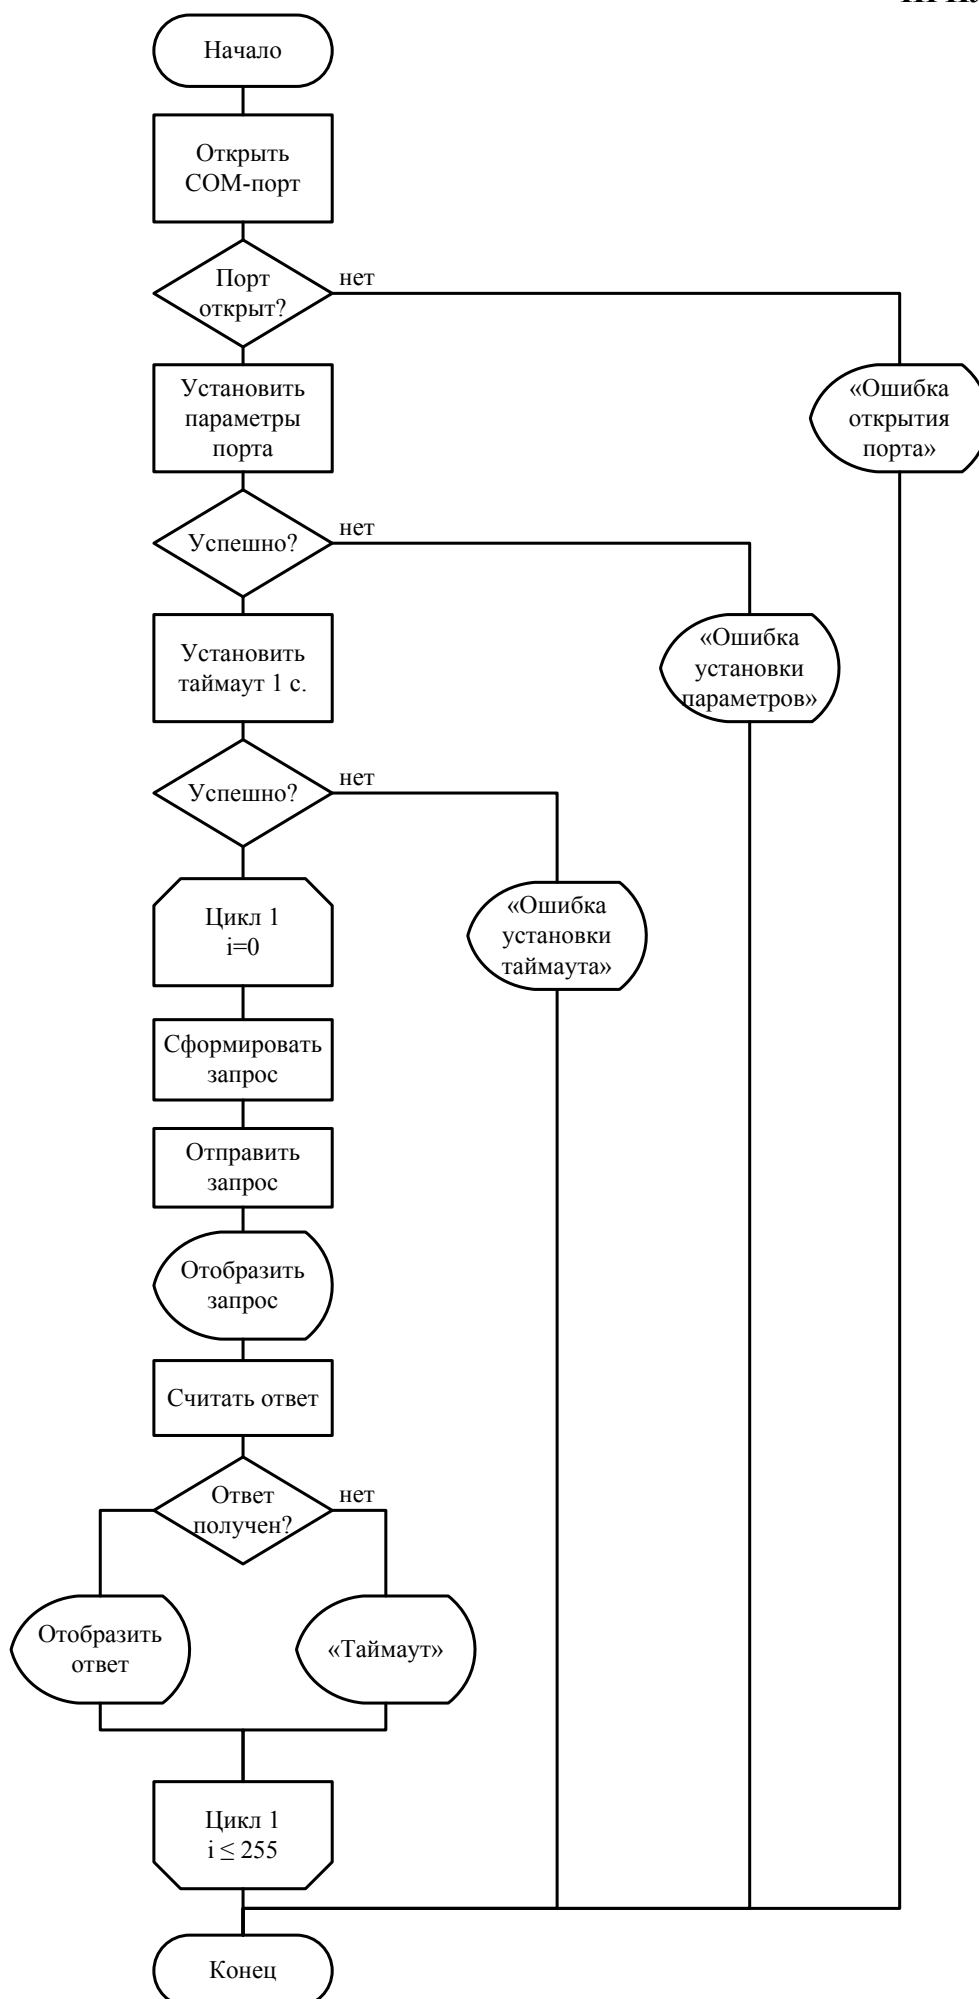 Начало
Открыть
COM-порт
Порт
открыт?
нет
Установить
параметры
порта
«Ошибка
открытия
порта»
Успешно?
нет
Установить
таймаут 1 с.
«Ошибка
установки
параметров»
Успешно?
нет
Цикл 1
i=0
«Ошибка
установки
таймаута»
Сформировать
запрос
Отправить
запрос
Отобразить
запрос
Считать ответ
Ответ
получен?
нет
Отобразить
ответ
«Таймаут»
Цикл 1
i ≤ 255
Конец